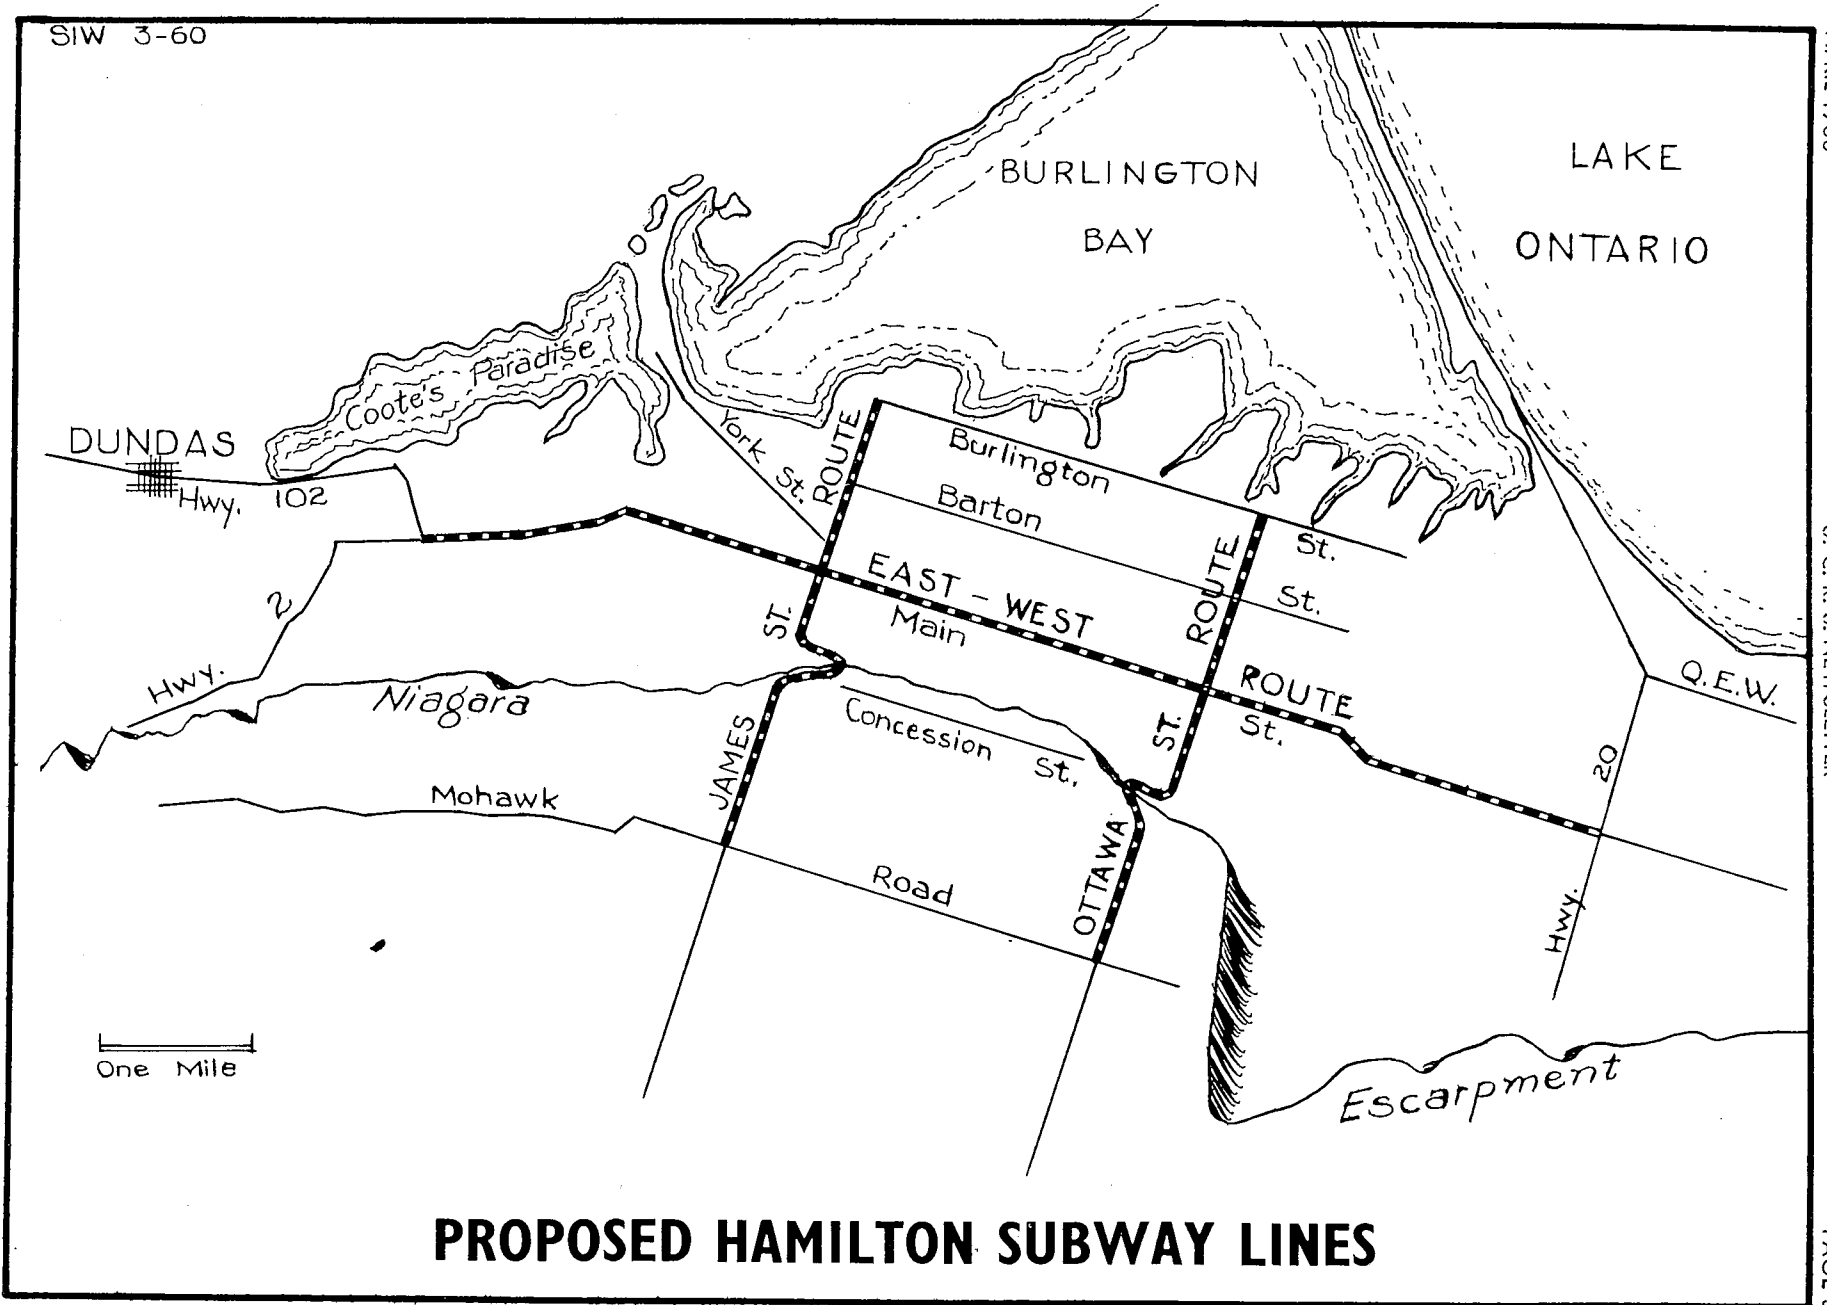 SIW 3-60
LAKE
ONTARIO
BURLINGTON
BAY
Coote's Paradise
DUNDAS
Hwy. 102
York St.
ROUTE
Burlington St.
Barton St.
EAST - WEST ROUTE
Main St.
ROUTE
ST.
ST.
Hwy. 2
Niagara
Concession St.
JAMES
Mohawk Road
OTTAWA
Q.E.W.
Hwy. 20
One Mile
Escarpment
PROPOSED HAMILTON SUBWAY LINES